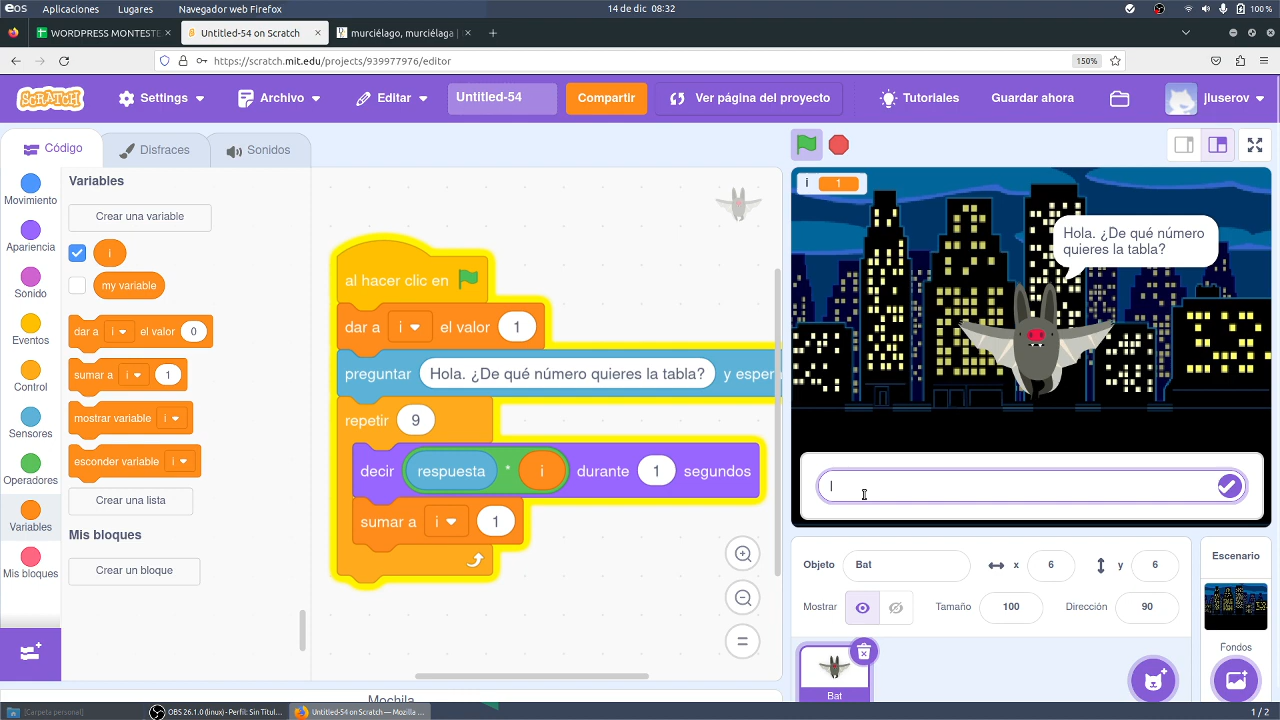 eos Aplicaciones Lugares Navegador web Firefox 14 de dic 08:32 100 %
WORDPRESS MONTEST Untitled-54 on Scratch murciélago, murciélaga |
https://scratch.mit.edu/projects/939977976/editor 150%
SCRATCH Settings Archivo Editar Untitled-54 Compartir Ver página del proyecto Tutoriales Guardar ahora jluserov
Código Disfraces Sonidos
Movimiento
Apariencia
Sonido
Eventos
Control
Sensores
Operadores
Variables
Mis bloques
Variables
Crear una variable
i
my variable
dar a i el valor 0
sumar a i 1
mostrar variable i
esconder variable i
Crear una lista
Mis bloques
Crear un bloque
al hacer clic en
dar a i el valor 1
preguntar Hola. ¿De qué número quieres la tabla? y esper
repetir 9
decir respuesta * i durante 1 segundos
sumar a i 1
Mochila
i 1
Hola. ¿De qué número
quieres la tabla?
Objeto Bat x 6 y 6
Mostrar Tamaño 100 Dirección 90
Bat
Escenario
Fondos
[Carpeta personal] OBS 26.1.0 (linux) - Perfil: Sin Titul... Untitled-54 on Scratch — Mozilla ... 1 / 2